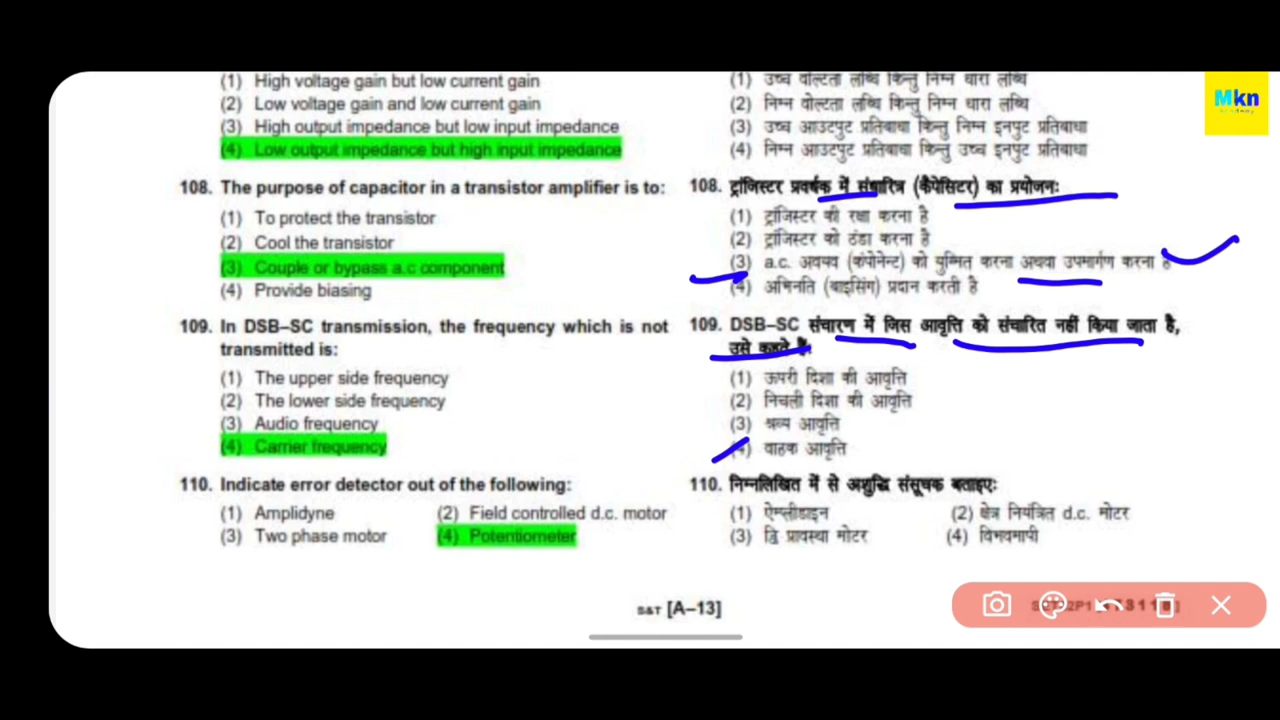 (1) High voltage gain but low current gain
(2) Low voltage gain and low current gain
(3) High output impedance but low input impedance
(4) Low output impedance but high input impedance
108. The purpose of capacitor in a transistor amplifier is to:
(1) To protect the transistor
(2) Cool the transistor
(3) Couple or bypass a.c component
(4) Provide biasing
109. In DSB–SC transmission, the frequency which is not
transmitted is:
(1) The upper side frequency
(2) The lower side frequency
(3) Audio frequency
(4) Carrier frequency
110. Indicate error detector out of the following:
(1) Amplidyne (2) Field controlled d.c. motor
(3) Two phase motor (4) Potentiometer
(1) उच्च वोल्टता लब्धि किन्तु निम्न धारा लब्धि
(2) निम्न वोल्टता लब्धि किन्तु निम्न धारा लब्धि
(3) उच्च आउटपुट प्रतिबाधा किन्तु निम्न इनपुट प्रतिबाधा
(4) निम्न आउटपुट प्रतिबाधा किन्तु उच्च इनपुट प्रतिबाधा
108. ट्रांजिस्टर प्रवर्धक में संधारित्र (कैपेसिटर) का प्रयोजनः
(1) ट्रांजिस्टर की रक्षा करना है
(2) ट्रांजिस्टर को ठंडा करना है
(3) a.c. अवयव (कंपोनेन्ट) को युग्मित करना अथवा उपमार्गण करना है
(4) अभिनति (बाइसिंग) प्रदान करती है
109. DSB–SC संचारण में जिस आवृत्ति को संचारित नहीं किया जाता है,
उसे कहते हैं:
(1) ऊपरी दिशा की आवृत्ति
(2) निचली दिशा की आवृत्ति
(3) श्रव्य आवृत्ति
(4) वाहक आवृत्ति
110. निम्नलिखित में से अशुद्धि संसूचक बताइएः
(1) ऐम्प्लीडाइन (2) क्षेत्र नियंत्रित d.c. मोटर
(3) द्वि प्रावस्था मोटर (4) विभवमापी
S&T [A–13]
Mkn